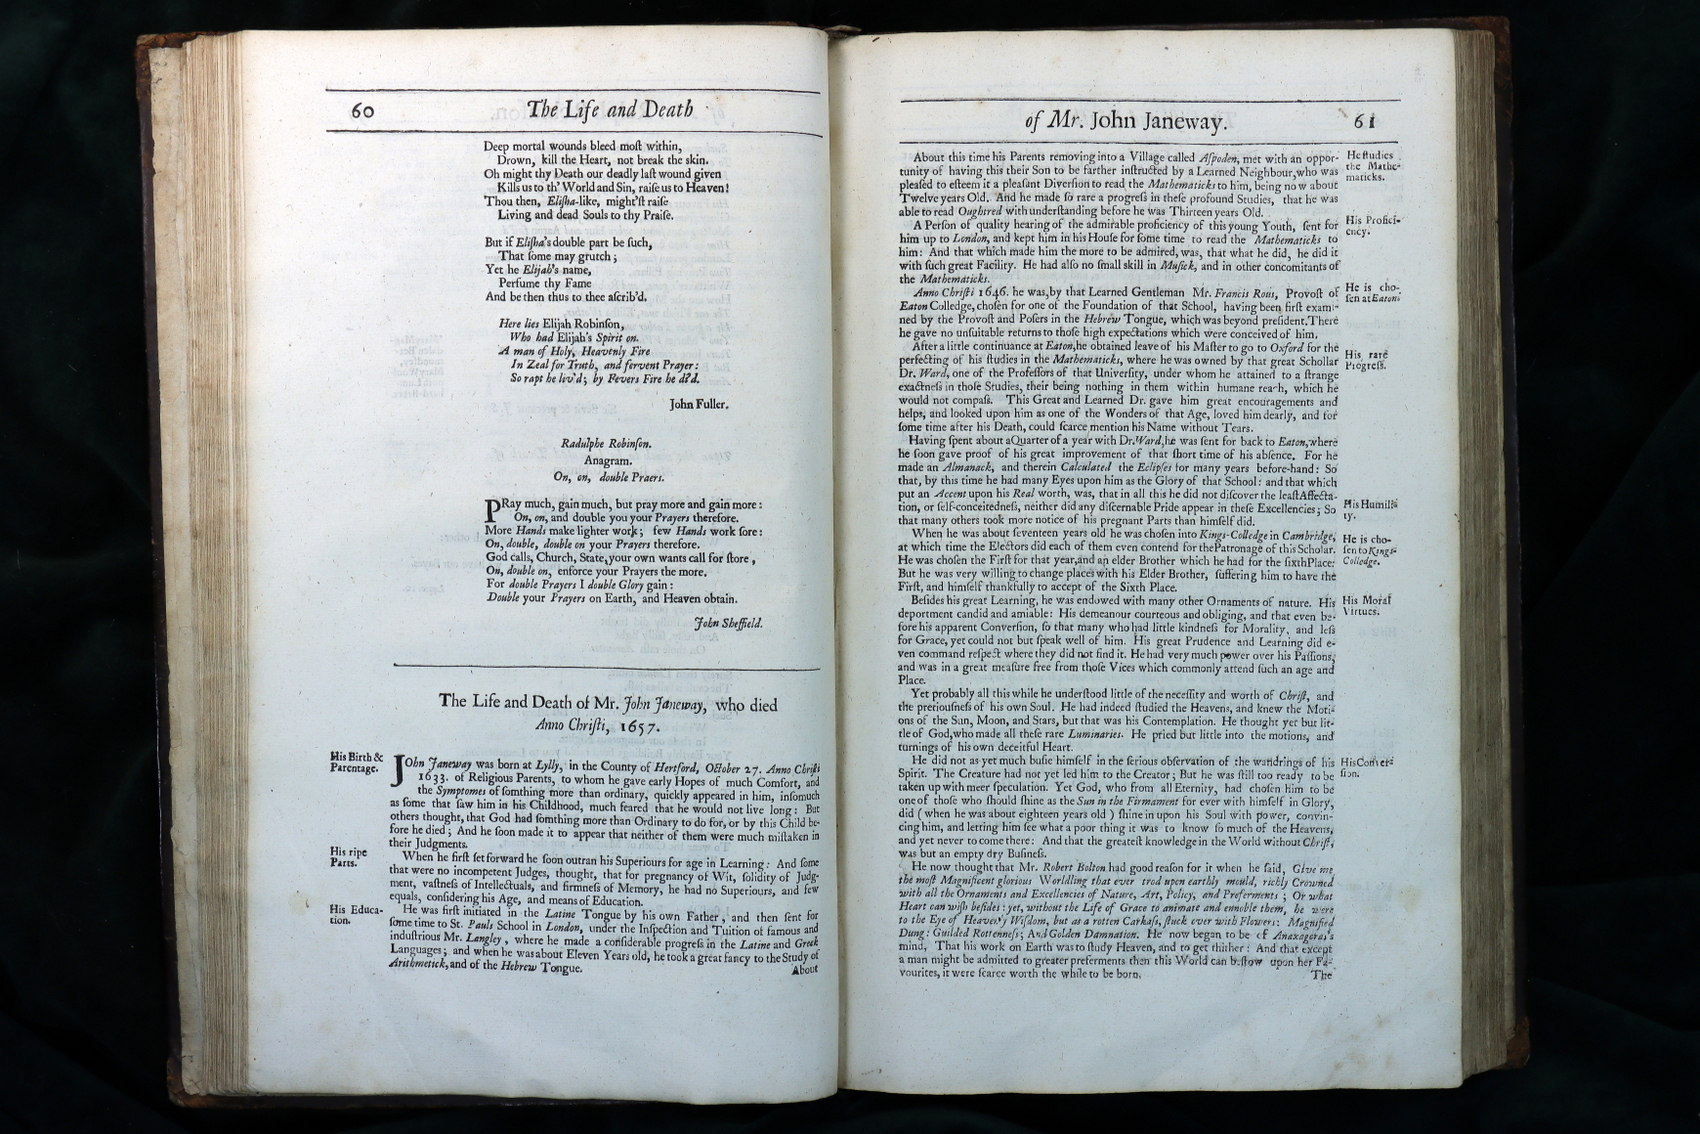 60
The Life and Death
Deep mortal wounds bleed moſt within,
Drown, kill the Heart, not break the skin.
Oh might thy Death our deadly laſt wound given
Kills us to th' World and Sin, raiſe us to Heaven!
Thou then, Eliſha-like, might'ſt raiſe
Living and dead Souls to thy Praiſe.
But if Eliſha's double part be ſuch,
That ſome may grutch;
Yet he Elijah's name,
Perfume thy Fame
And be then thus to thee aſcrib'd.
Here lies Elijah Robinſon,
Who had Elijah's Spirit on.
A man of Holy, Heavenly Fire
In Zeal for Truth, and fervent Prayer:
So rapt he liv'd; by Fevers Fire he di'd.
John Fuller.
Radulphe Robinſon.
Anagram.
On, on, double Praers.
PRay much, gain much, but pray more and gain more:
On, on, and double you your Prayers therefore.
More Hands make lighter work; few Hands work ſore:
On, double, double on your Prayers therefore.
God calls, Church, State, your own wants call for ſtore,
On, double on, enforce your Prayers the more.
For double Prayers I double Glory gain:
Double your Prayers on Earth, and Heaven obtain.
John Sheffield.
The Life and Death of Mr. John Janeway, who died
Anno Chriſti, 1657.
His Birth &
Parentage.
JOhn Janeway was born at Lylly, in the County of Hertford, October 27. Anno Chriſti
1633. of Religious Parents, to whom he gave early Hopes of much Comfort, and
the Symptomes of ſomthing more than ordinary, quickly appeared in him, inſomuch
as ſome that ſaw him in his Childhood, much feared that he would not live long: But
others thought, that God had ſomthing more than Ordinary to do for, or by this Child be-
fore he died; And he ſoon made it to appear that neither of them were much miſtaken in
their Judgments.
His ripe
Parts.
When he firſt ſet forward he ſoon outran his Superiours for age in Learning: And ſome
that were no incompetent Judges, thought, that for pregnancy of Wit, ſolidity of Judg-
ment, vaſtneſs of Intellectuals, and firmneſs of Memory, he had no Superiours, and few
equals, conſidering his Age, and means of Education.
His Educa-
tion.
He was firſt initiated in the Latine Tongue by his own Father, and then ſent for
ſome time to St. Pauls School in London, under the Inſpection and Tuition of famous and
induſtrious Mr. Langley, where he made a conſiderable progreſs in the Latine and Greek
Languages; and when he was about Eleven Years old, he took a great fancy to the Study of
Arithmetick, and of the Hebrew Tongue.
About
of Mr. John Janeway.
61
About this time his Parents removing into a Village called Aſpoden, met with an oppor-
tunity of having this their Son to be farther inſtructed by a Learned Neighbour, who was
pleaſed to eſteem it a pleaſant Diverſion to read the Mathematicks to him, being now about
Twelve years Old. And he made ſo rare a progreſs in theſe profound Studies, that he was
able to read Oughtred with underſtanding before he was Thirteen years Old.
He ſtudies
the Mathe-
maticks.
A Perſon of quality hearing of the admirable proficiency of this young Youth, ſent for
him up to London, and kept him in his Houſe for ſome time to read the Mathematicks to
him: And that which made him the more to be admired, was, that what he did, he did it
with ſuch great Facility. He had alſo no ſmall skill in Muſick, and in other concomitants of
the Mathematicks.
His Profici-
ency.
Anno Chriſti 1646. he was, by that Learned Gentleman Mr. Francis Rous, Provoſt of
Eaton Colledge, choſen for one of the Foundation of that School, having been firſt exami-
ned by the Provoſt and Poſers in the Hebrew Tongue, which was beyond preſident. There
he gave no unſuitable returns to thoſe high expectations which were conceived of him.
He is cho-
ſen at Eaton.
After a little continuance at Eaton, he obtained leave of his Maſter to go to Oxford for the
perfecting of his ſtudies in the Mathematicks, where he was owned by that great Schollar
Dr. Ward, one of the Profeſſors of that Univerſity, under whom he attained to a ſtrange
exactneſs in thoſe Studies, their being nothing in them within humane reach, which he
would not compaſs. This Great and Learned Dr. gave him great encouragements and
helps, and looked upon him as one of the Wonders of that Age, loved him dearly, and for
ſome time after his Death, could ſcarce mention his Name without Tears.
His rare
Progreſs.
Having ſpent about a Quarter of a year with Dr. Ward, he was ſent for back to Eaton, where
he ſoon gave proof of his great improvement of that ſhort time of his abſence. For he
made an Almanack, and therein Calculated the Eclipſes for many years before-hand: So
that, by this time he had many Eyes upon him as the Glory of that School: and that which
put an Accent upon his Real worth, was, that in all this he did not diſcover the leaſt Affecta-
tion, or ſelf-conceitedneſs, neither did any diſcernable Pride appear in theſe Excellencies; So
that many others took more notice of his pregnant Parts than himſelf did.
His Humili-
ty.
When he was about ſeventeen years old he was choſen into Kings-Colledge in Cambridge,
at which time the Electors did each of them even contend for the Patronage of this Scholar.
He was choſen the Firſt for that year, and an elder Brother which he had for the ſixth Place:
But he was very willing to change places with his Elder Brother, ſuffering him to have the
Firſt, and himſelf thankfully to accept of the Sixth Place.
He is cho-
ſen to Kings-
Colledge.
Beſides his great Learning, he was endowed with many other Ornaments of nature. His
deportment candid and amiable: His demeanour courteous and obliging, and that even be-
fore his apparent Converſion, ſo that many who had little kindneſs for Morality, and leſs
for Grace, yet could not but ſpeak well of him. His great Prudence and Learning did e-
ven command reſpect where they did not find it. He had very much power over his Paſſions,
and was in a great meaſure free from thoſe Vices which commonly attend ſuch an age and
Place.
His Moral
Virtues.
Yet probably all this while he underſtood little of the neceſſity and worth of Chriſt, and
the preriouſneſs of his own Soul. He had indeed ſtudied the Heavens, and knew the Moti-
ons of the Sun, Moon, and Stars, but that was his Contemplation. He thought yet but lit-
tle of God, who made all theſe rare Luminaries. He pried but little into the motions, and
turnings of his own deceitful Heart.
He did not as yet much buſie himſelf in the ſerious obſervation of the wandrings of his
Spirit. The Creature had not yet led him to the Creator; But he was ſtill too ready to be
taken up with meer ſpeculation. Yet God, who from all Eternity, had choſen him to be
one of thoſe who ſhould ſhine as the Sun in the Firmament for ever with himſelf in Glory,
did (when he was about eighteen years old) ſhine in upon his Soul with power, convin-
cing him, and letting him ſee what a poor thing it was to know ſo much of the Heavens,
and yet never to come there: And that the greateſt knowledge in the World without Chriſt,
was but an empty dry Buſineſs.
His Conver-
ſion.
He now thought that Mr. Robert Bolton had good reaſon for it when he ſaid, Give me
the moſt Magnificent glorious Worldling that ever trod upon earthly mould, richly Crowned
with all the Ornaments and Excellencies of Nature, Art, Policy, and Preferments; Or what
Heart can wiſh beſides: yet, without the Life of Grace to animate and ennoble them, he were
to the Eye of Heaven's Wiſdom, but as a rotten Carkaſs, ſtuck over with Flowers: Magnified
Dung: Guilded Rottenneſs; And Golden Damnation. He now began to be of Anaxagoras's
mind, That his work on Earth was to ſtudy Heaven, and to get thither: And that except
a man might be admitted to greater preferments then this World can beſtow upon her Fa-
vourites, it were ſcarce worth the while to be born.
The